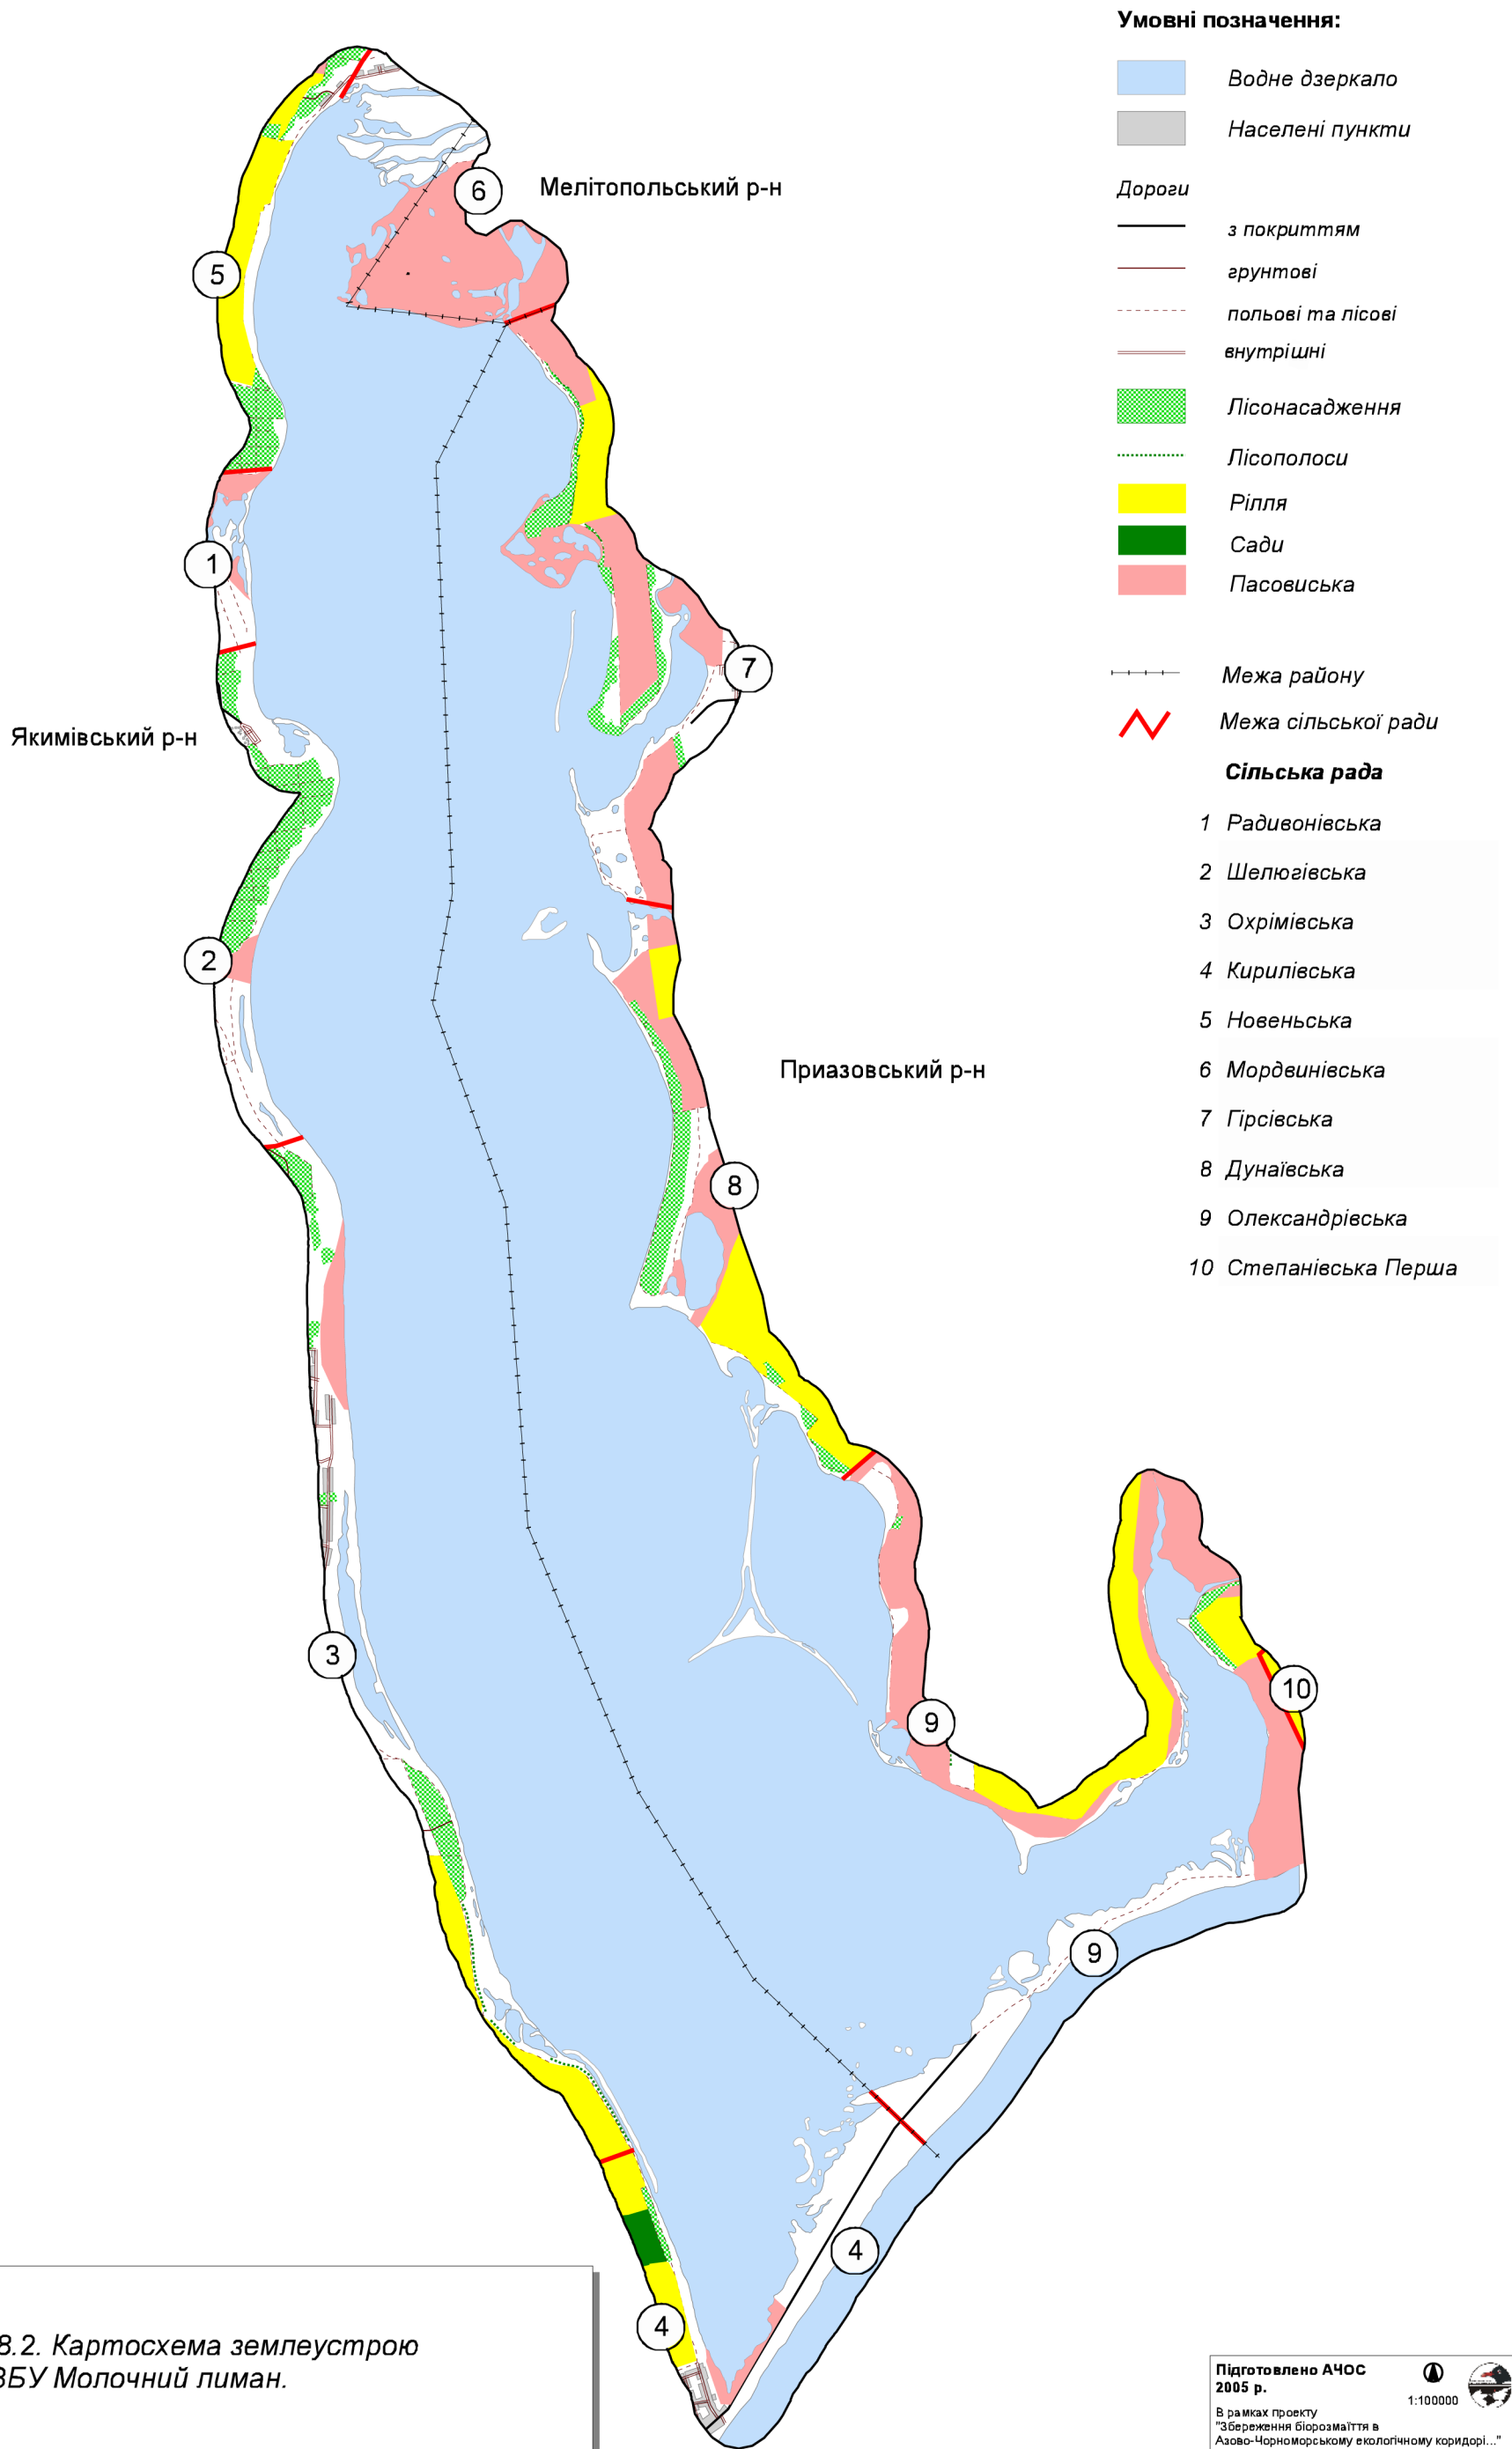 Умовні позначення:
Водне дзеркало
Населені пункти
Дороги
з покриттям
грунтові
польові та лісові
внутрішні
Лісонасадження
Лісополоси
Рілля
Сади
Пасовиська
Межа району
Межа сільської ради
Сільська рада
1 Радивонівська
2 Шелюгівська
3 Охрімівська
4 Кирилівська
5 Новенська
6 Мордвинівська
7 Гірсівська
8 Дунаївська
9 Олександрівська
10 Степанівська Перша
6
Мелітопольський р-н
5
1
7
Якимівський р-н
2
Приазовський р-н
8
3
10
9
9
4
4
8.2. Картосхема землеустрою
ЗБУ Молочний лиман.
Підготовлено АЧОС
2005 р.
1:100000
В рамках проекту
"Збереження біорозмаїття в
Азово-Чорноморському екологічному коридорі..."